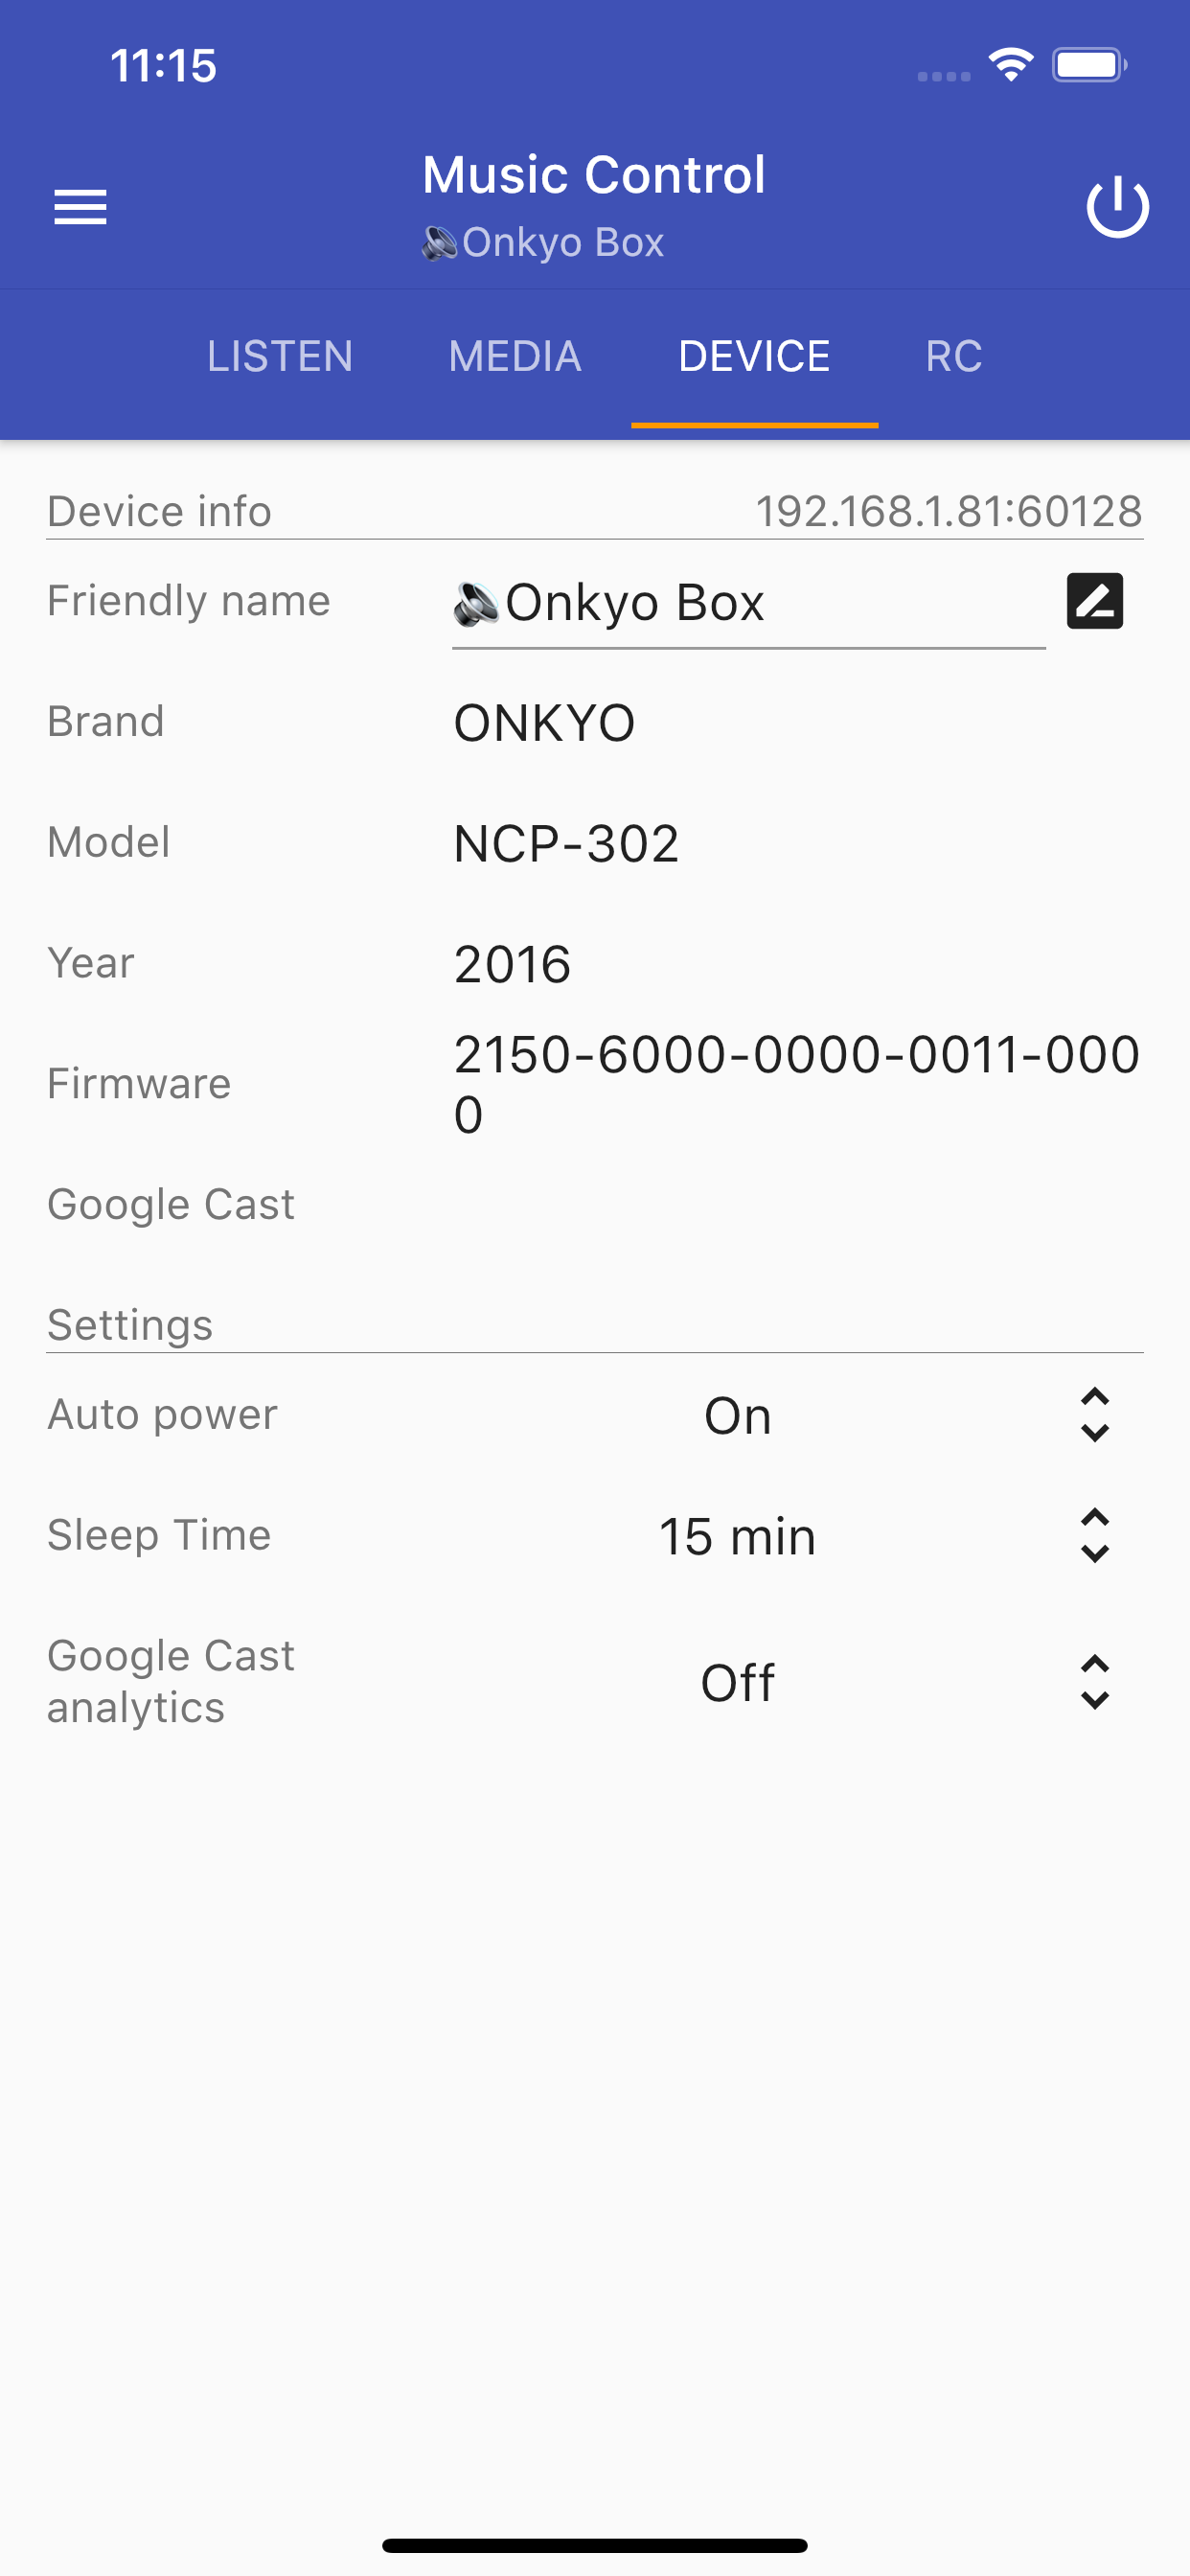 11:15
Music Control
🔊Onkyo Box
LISTEN MEDIA DEVICE RC
Device info 192.168.1.81:60128
Friendly name 🔊Onkyo Box
Brand ONKYO
Model NCP-302
Year 2016
Firmware 2150-6000-0000-0011-000
0
Google Cast
Settings
Auto power On
Sleep Time 15 min
Google Cast
analytics Off